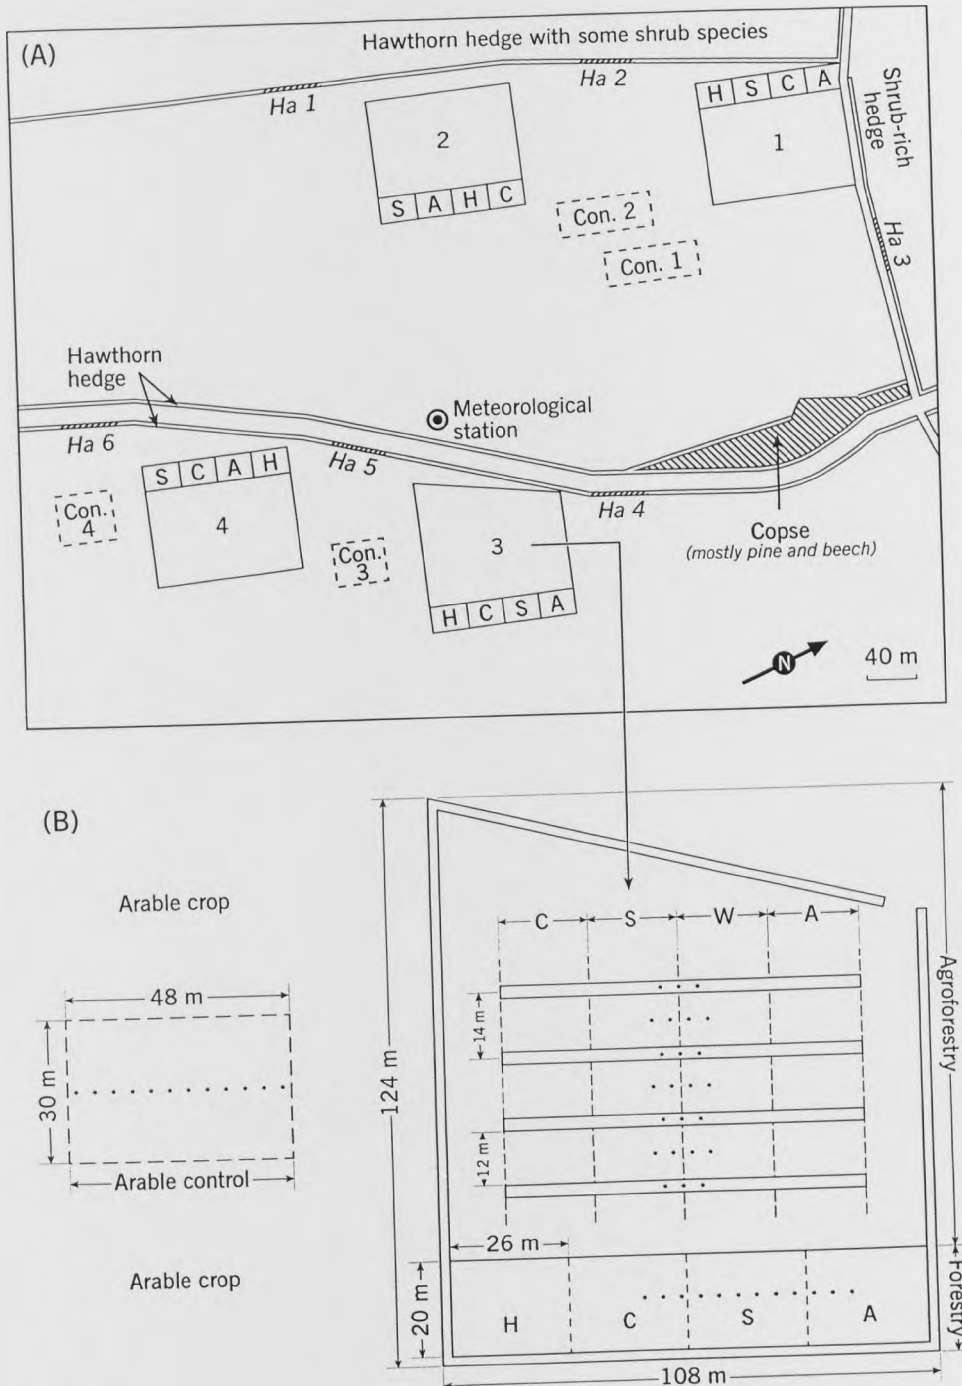 (A)
Hawthorn hedge with some shrub species
Ha 1
Ha 2
H S C A
1
Shrub-rich
hedge
Ha 3
2
S A H C
Con. 2
Con. 1
Hawthorn
hedge
Meteorological
station
Ha 6
Ha 5
Ha 4
S C A H
4
Con.
4
Con.
3
3
H C S A
Copse
(mostly pine and beech)
N
40 m
(B)
Arable crop
48 m
30 m
Arable control
Arable crop
124 m
C S W A
14 m
12 m
Agroforestry
26 m
20 m
H C S A
Forestry
108 m